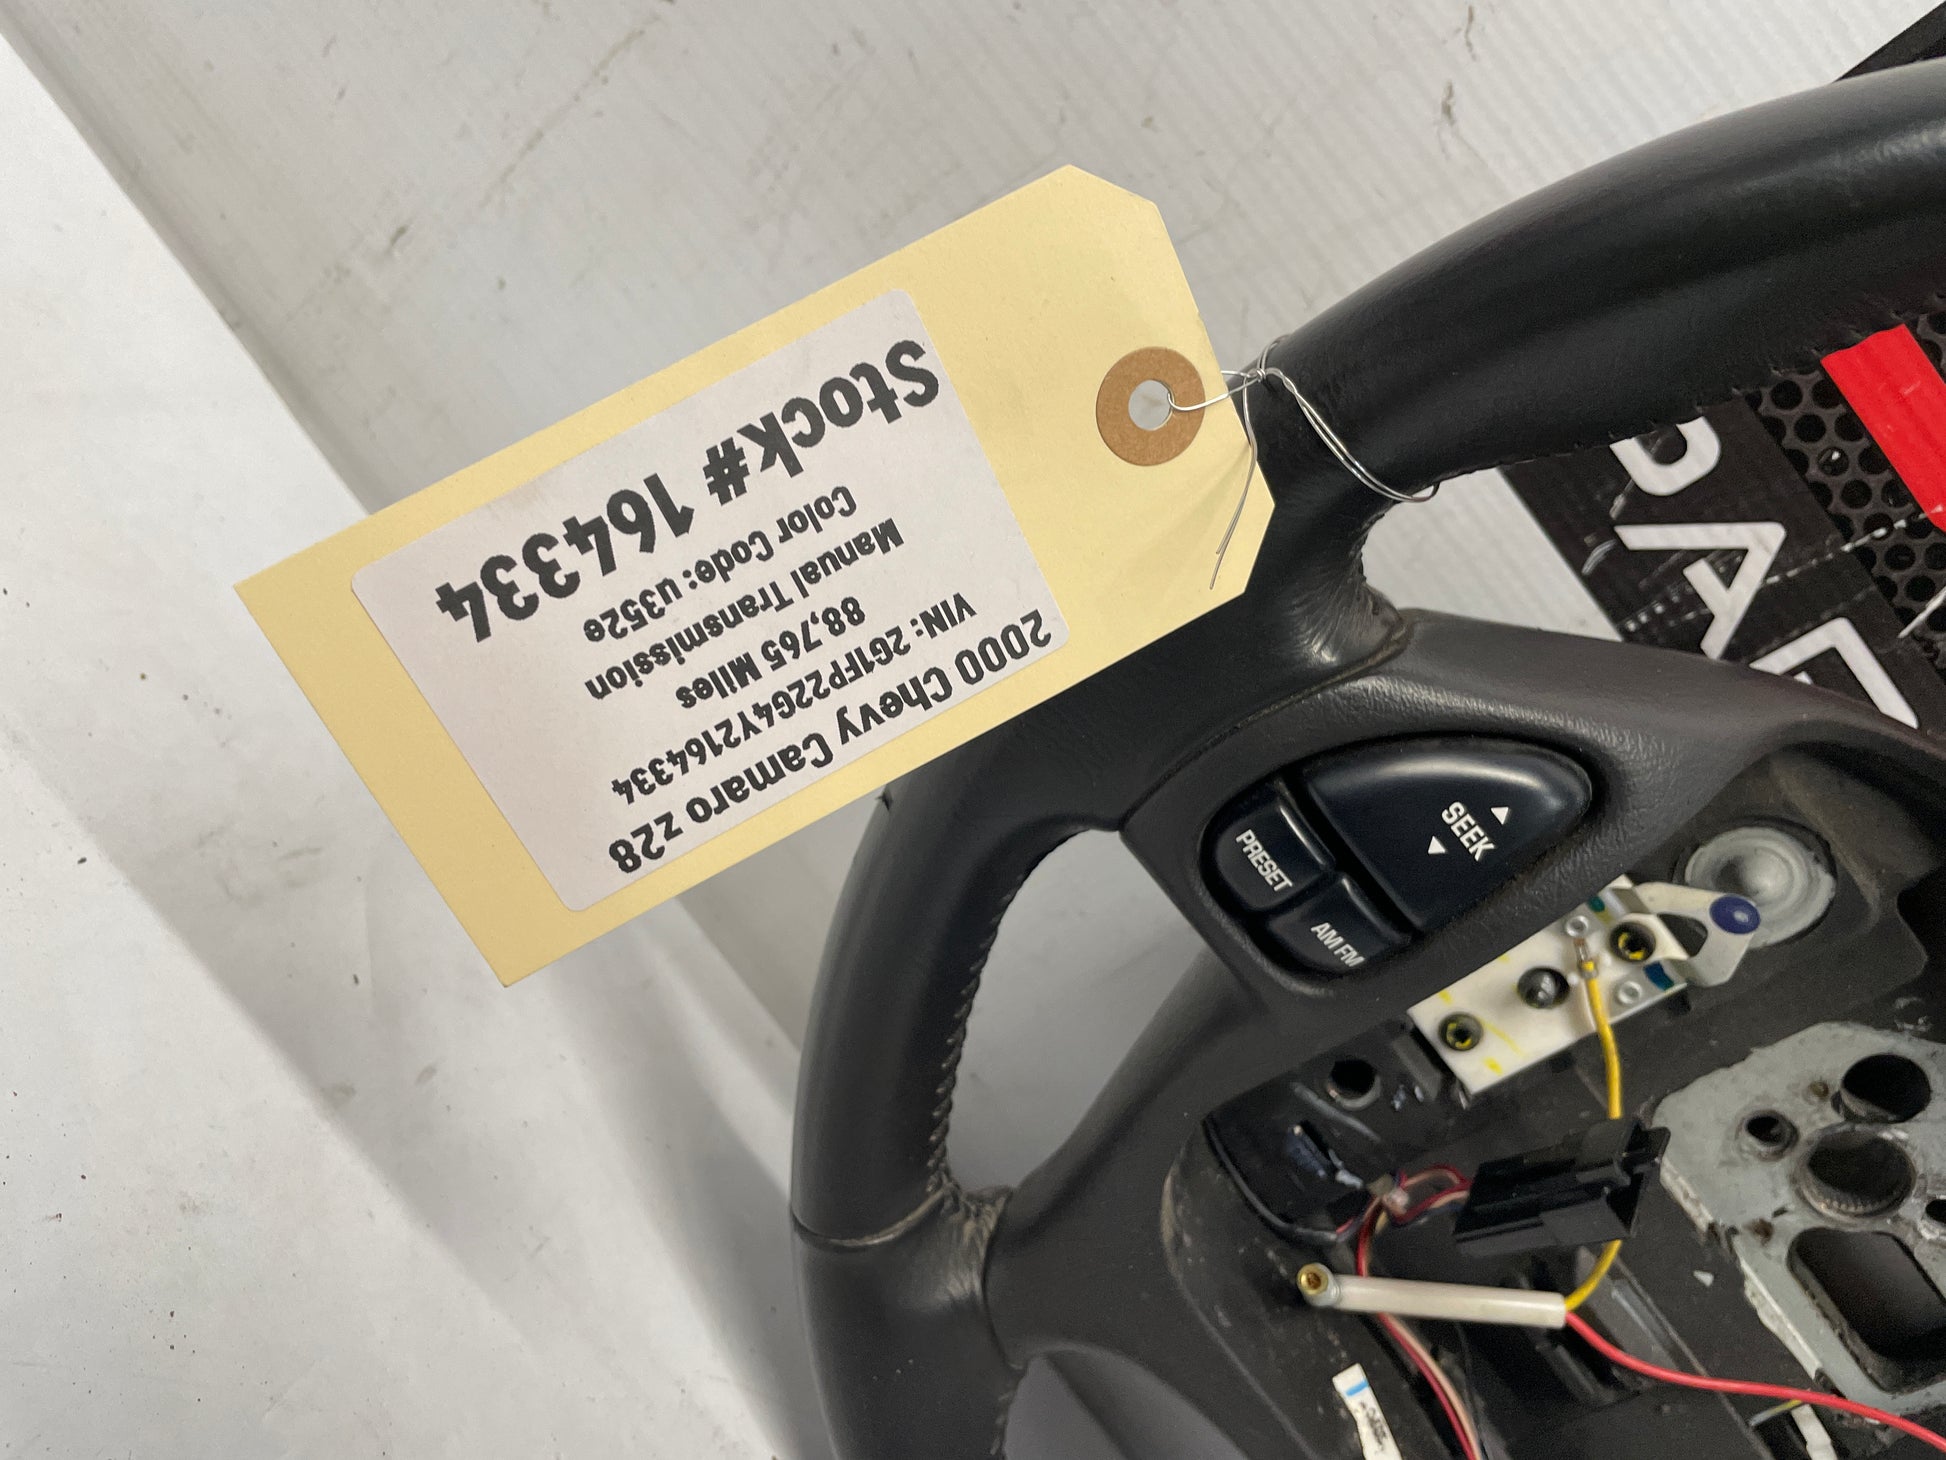 2000 Chevy Camaro z28
VIN: 2G1FP22G4Y2164334
88,765 Miles
Manual Transmission
Color Code: u352e
Stock# 164334
SEEK
PRESET
AM FM